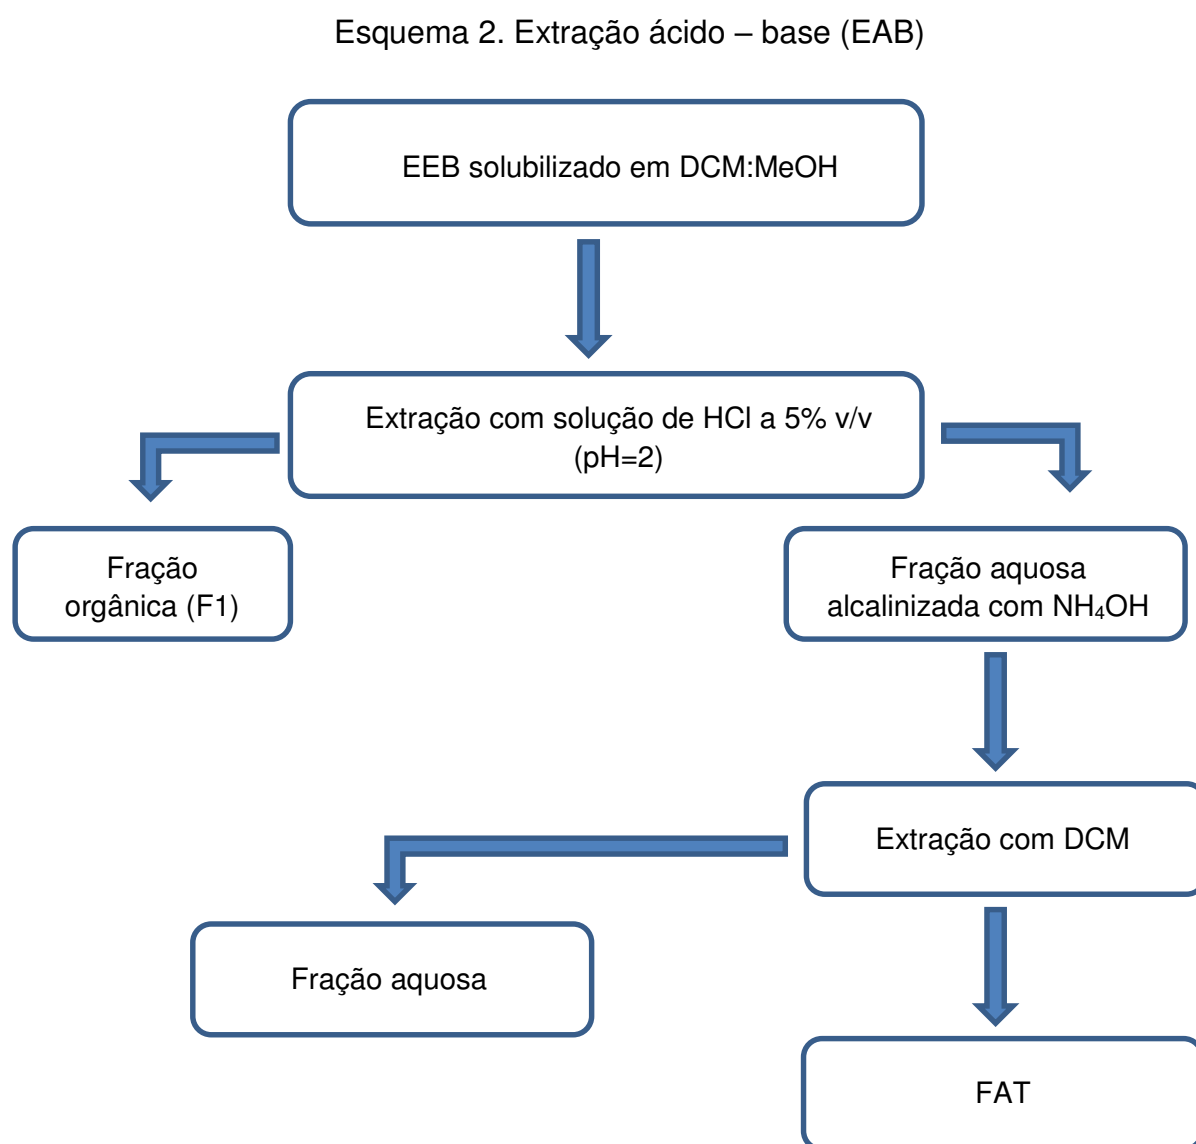 Esquema 2. Extração ácido – base (EAB)
EEB solubilizado em DCM:MeOH
Extração com solução de HCl a 5% v/v
(pH=2)
Fração
orgânica (F1)
Fração aquosa
alcalinizada com NH₄OH
Extração com DCM
Fração aquosa
FAT